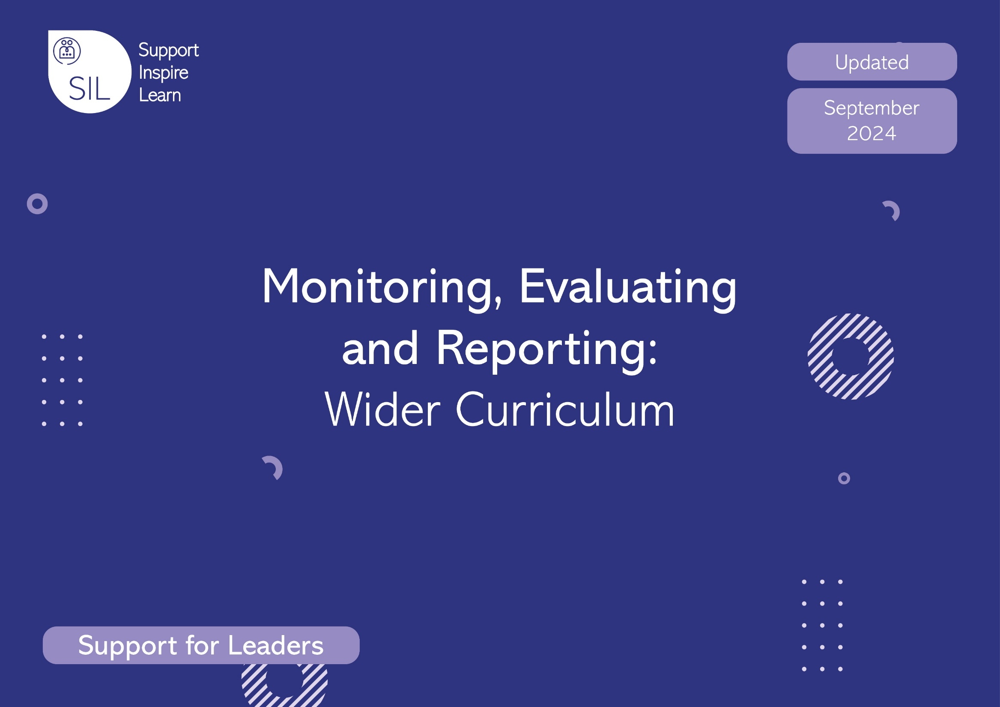 SIL
Support
Inspire
Learn
Updated
September
2024
Monitoring, Evaluating
and Reporting:
Wider Curriculum
Support for Leaders